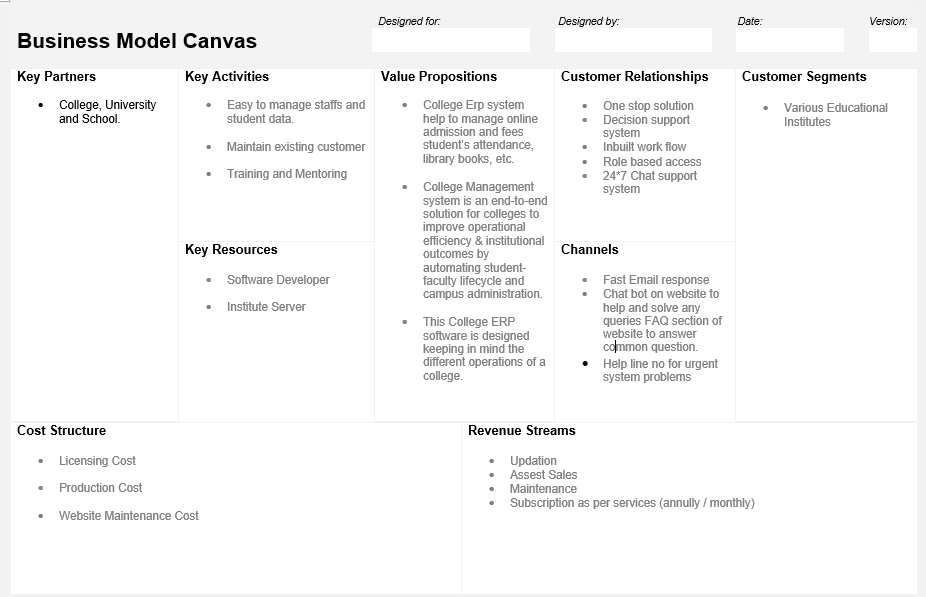 Designed for:
Designed by:
Date:
Version:
Business Model Canvas
Key Partners
College, University
and School.
Key Activities
Easy to manage staffs and
student data.
Maintain existing customer
Training and Mentoring
Key Resources
Software Developer
Institute Server
Value Propositions
College Erp system
help to manage online
admission and fees
student's attendance,
library books, etc.
College Management
system is an end-to-end
solution for colleges to
improve operational
efficiency & institutional
outcomes by
automating student-
faculty lifecycle and
campus administration.
This College ERP
software is designed
keeping in mind the
different operations of a
college.
Customer Relationships
One stop solution
Decision support
system
Inbuilt work flow
Role based access
24*7 Chat support
system
Channels
Fast Email response
Chat bot on website to
help and solve any
queries FAQ section of
website to answer
common question.
Help line no for urgent
system problems
Customer Segments
Various Educational
Institutes
Cost Structure
Licensing Cost
Production Cost
Website Maintenance Cost
Revenue Streams
Updation
Assest Sales
Maintenance
Subscription as per services (annully / monthly)